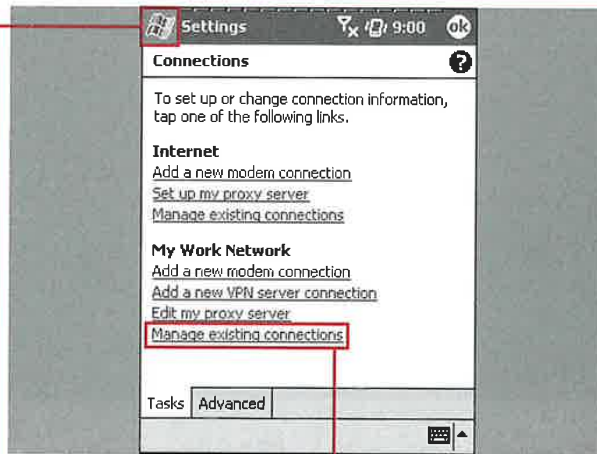 Settings 9:00 ok
Connections ?
To set up or change connection information,
tap one of the following links.
Internet
Add a new modem connection
Set up my proxy server
Manage existing connections
My Work Network
Add a new modem connection
Add a new VPN server connection
Edit my proxy server
Manage existing connections
Tasks Advanced